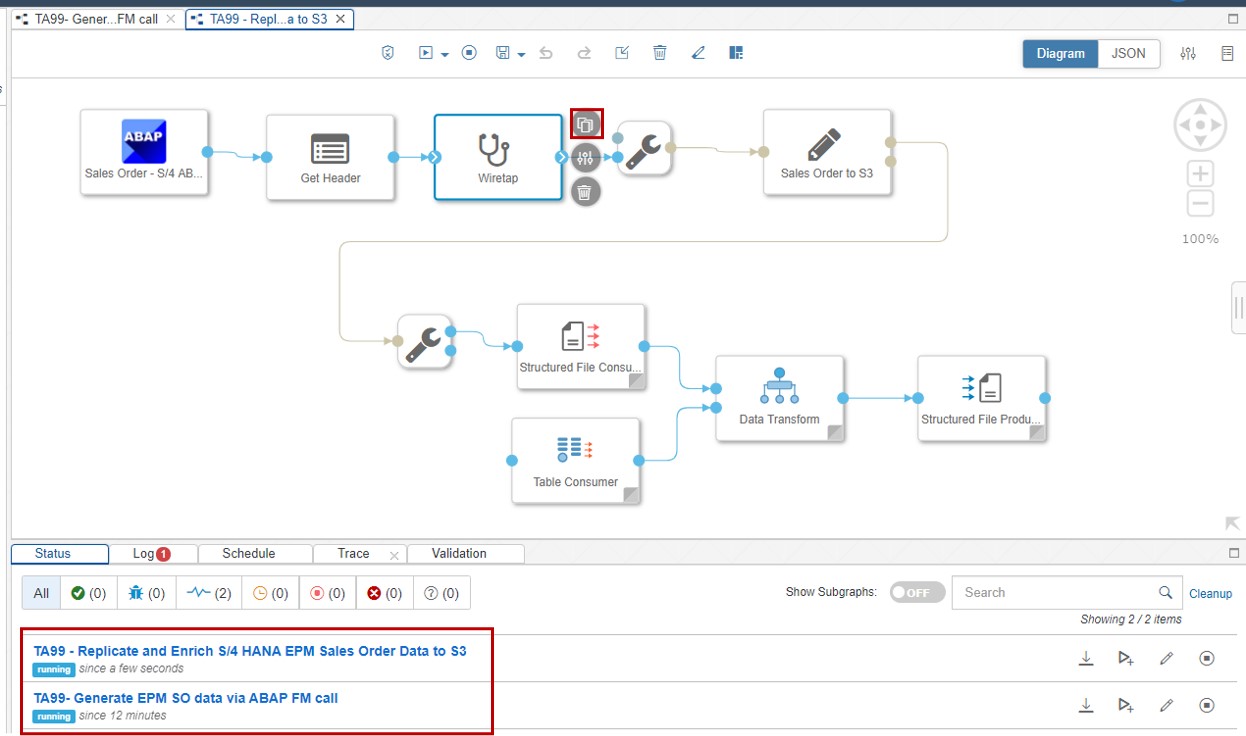 TA99- Gener...FM call
TA99 - Repl...a to S3
Diagram
JSON
ABAP
Sales Order - S/4 AB...
Get Header
Wiretap
Sales Order to S3
100%
Structured File Consu...
Data Transform
Structured File Produ...
Table Consumer
Status
Log 1
Schedule
Trace
Validation
All
(0)
(0)
(2)
(0)
(0)
(0)
(0)
Show Subgraphs:
OFF
Search
Cleanup
Showing 2 / 2 items
TA99 - Replicate and Enrich S/4 HANA EPM Sales Order Data to S3
running since a few seconds
TA99- Generate EPM SO data via ABAP FM call
running since 12 minutes